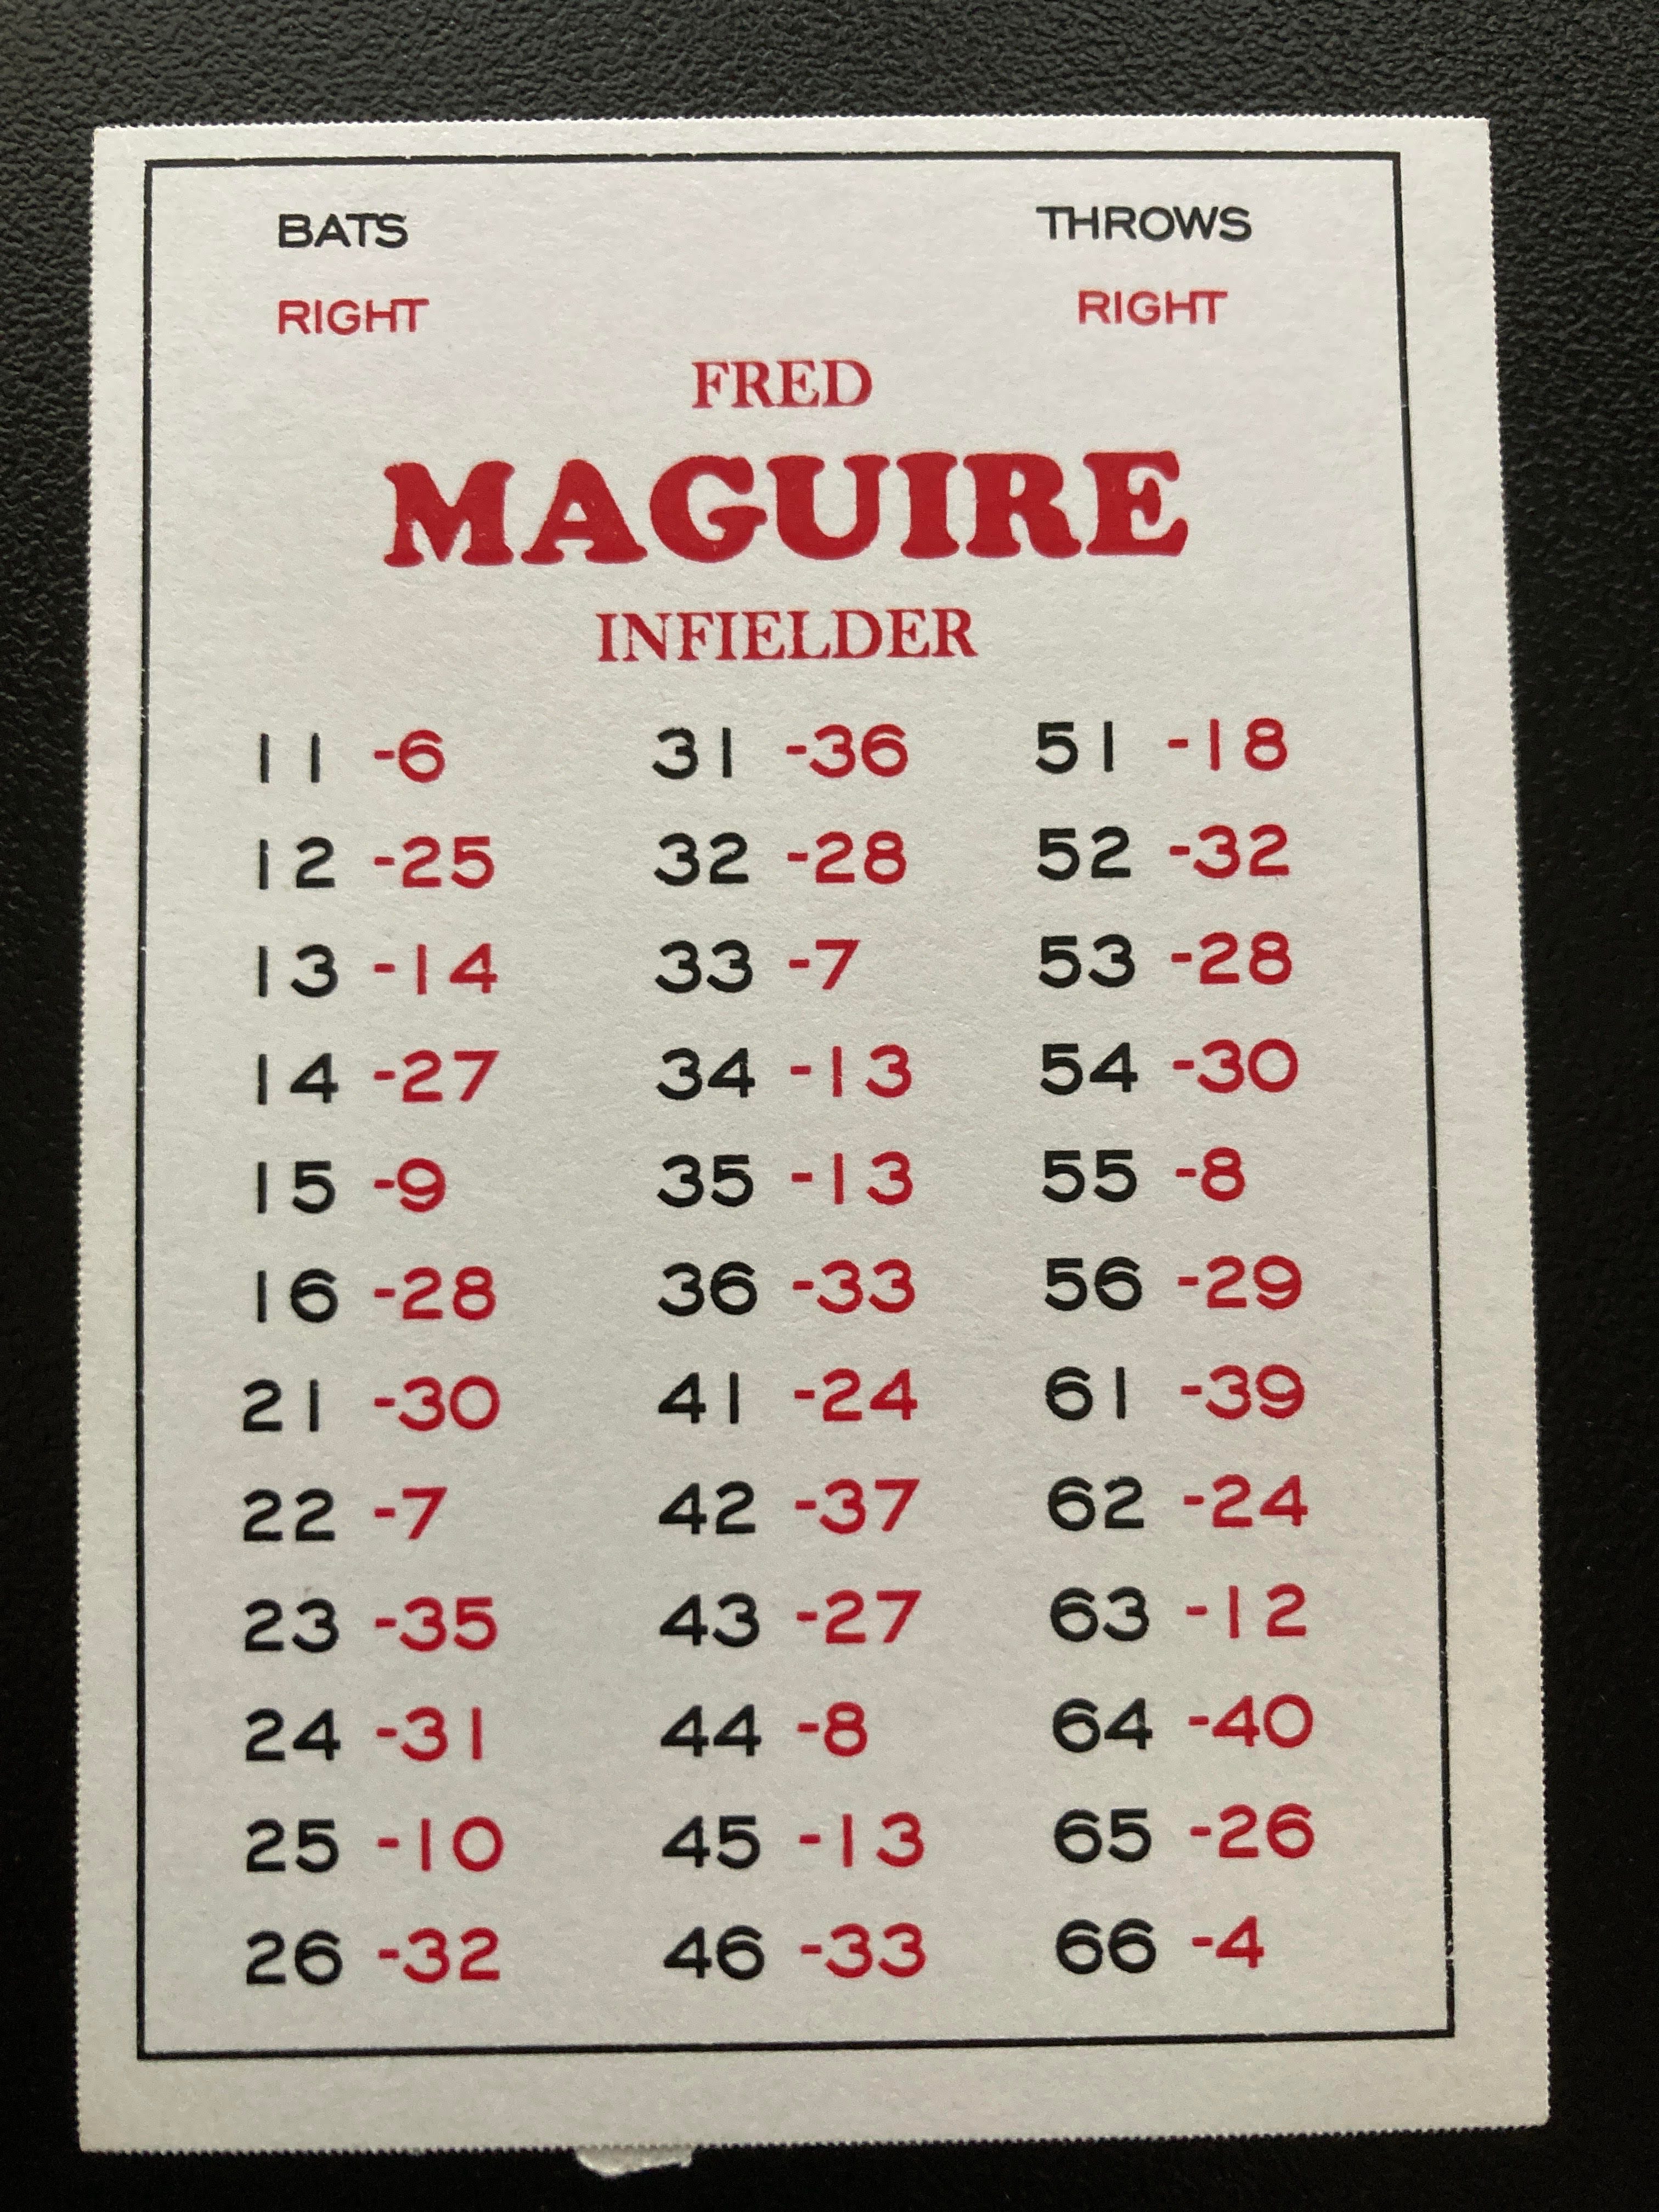 BATS THROWS
RIGHT RIGHT
FRED
MAGUIRE
INFIELDER
11 -6 31 -36 51 -18
12 -25 32 -28 52 -32
13 -14 33 -7 53 -28
14 -27 34 -13 54 -30
15 -9 35 -13 55 -8
16 -28 36 -33 56 -29
21 -30 41 -24 61 -39
22 -7 42 -37 62 -24
23 -35 43 -27 63 -12
24 -31 44 -8 64 -40
25 -10 45 -13 65 -26
26 -32 46 -33 66 -4